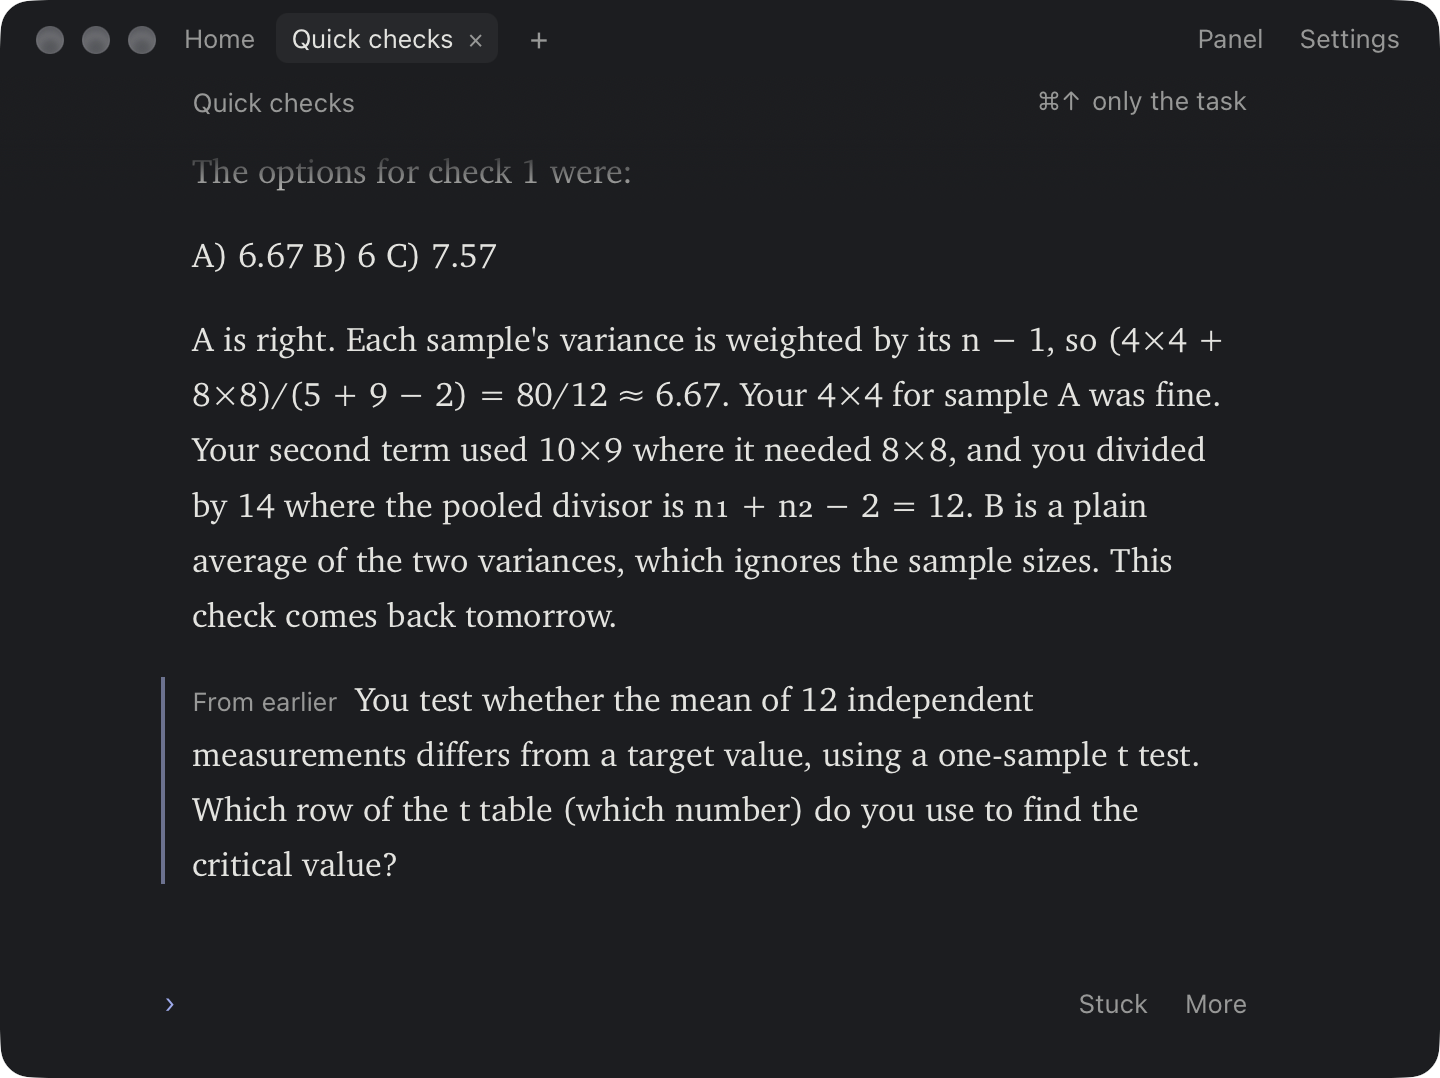 Home Quick checks × + Panel Settings
Quick checks ⌘↑ only the task
The options for check 1 were:
A) 6.67 B) 6 C) 7.57
A is right. Each sample's variance is weighted by its n − 1, so (4×4 +
8×8)/(5 + 9 − 2) = 80/12 ≈ 6.67. Your 4×4 for sample A was fine.
Your second term used 10×9 where it needed 8×8, and you divided
by 14 where the pooled divisor is n₁ + n₂ − 2 = 12. B is a plain
average of the two variances, which ignores the sample sizes. This
check comes back tomorrow.
From earlier You test whether the mean of 12 independent
measurements differs from a target value, using a one-sample t test.
Which row of the t table (which number) do you use to find the
critical value?
› Stuck More